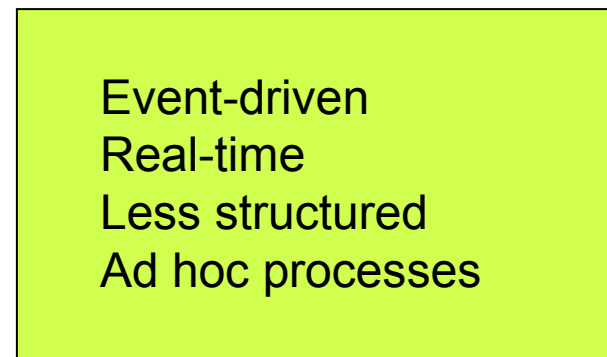 Event-driven
Real-time
Less structured
Ad hoc processes